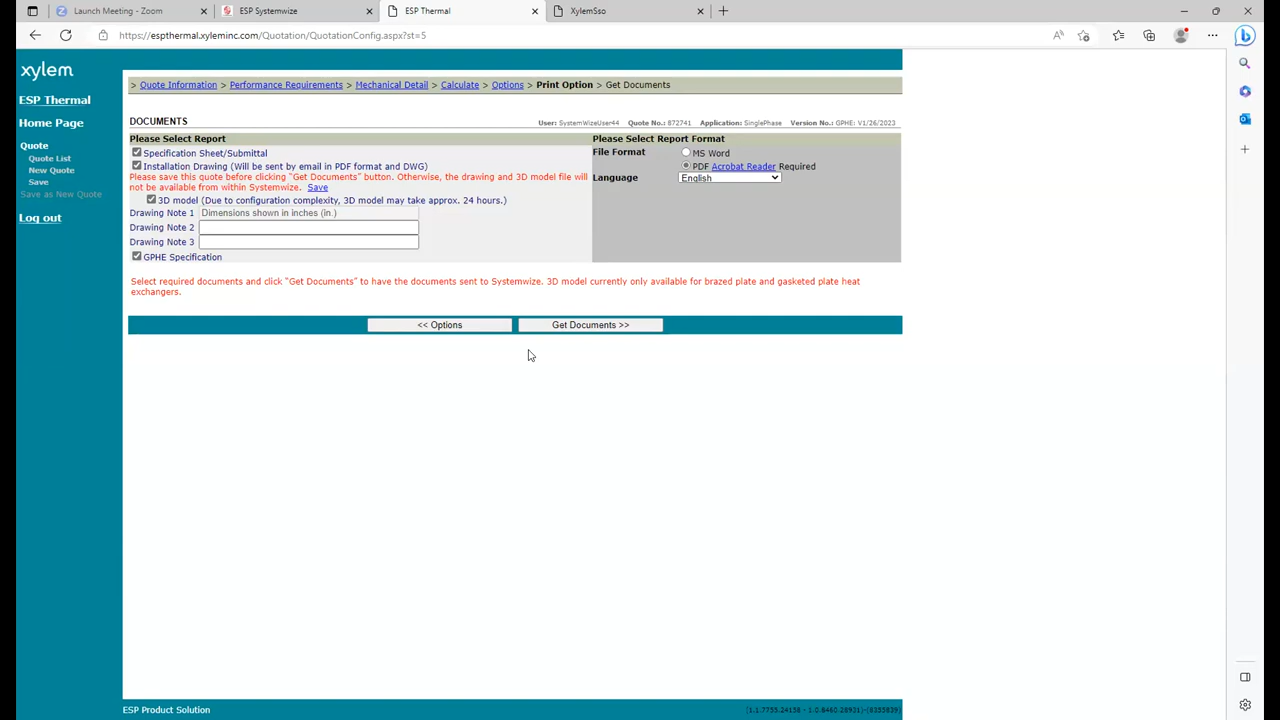 Launch Meeting - Zoom
ESP Systemwize
ESP Thermal
XylemSso
https://espthermal.xyleminc.com/Quotation/QuotationConfig.aspx?st=5
xylem
ESP Thermal
Home Page
Quote
Quote List
New Quote
Save
Save as New Quote
Log out
> Quote Information > Performance Requirements > Mechanical Detail > Calculate > Options > Print Option > Get Documents
DOCUMENTS
User: SystemWizeUser44 Quote No.: 872741 Application: SinglePhase Version No.: GPHE: V1/26/2023
Please Select Report
Specification Sheet/Submittal
Installation Drawing (Will be sent by email in PDF format and DWG)
Please save this quote before clicking "Get Documents" button. Otherwise, the drawing and 3D model file will
not be available from within Systemwize. Save
3D model (Due to configuration complexity, 3D model may take approx. 24 hours.)
Drawing Note 1 Dimensions shown in inches (in.)
Drawing Note 2
Drawing Note 3
GPHE Specification
Please Select Report Format
File Format MS Word
PDF Acrobat Reader Required
Language English
Select required documents and click "Get Documents" to have the documents sent to Systemwize. 3D model currently only available for brazed plate and gasketed plate heat
exchangers.
<< Options
Get Documents >>
ESP Product Solution
(1.1.7755.24158 - 1.0.8460.28931)-(8355839)